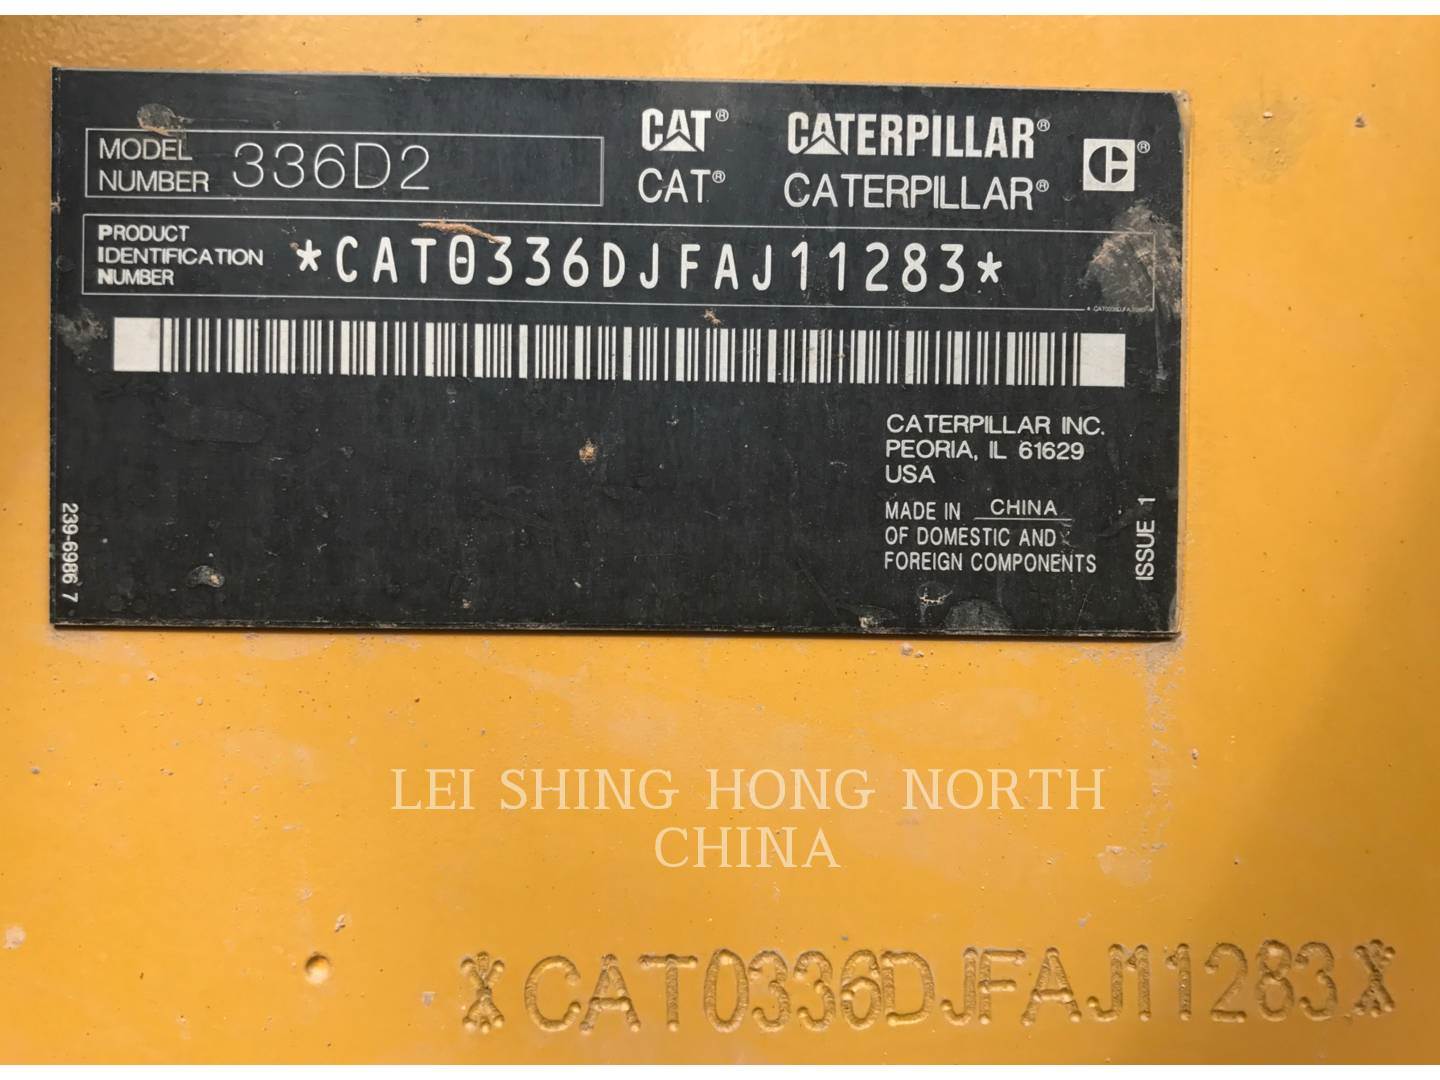 MODEL
NUMBER 336D2
CAT® CATERPILLAR®
CAT® CATERPILLAR®
C®
PRODUCT
IDENTIFICATION
NUMBER
*CAT0336DJFAJ11283*
CATERPILLAR INC.
PEORIA, IL 61629
USA
MADE IN CHINA
OF DOMESTIC AND
FOREIGN COMPONENTS
239-6986 7
ISSUE 1
LEI SHING HONG NORTH
CHINA
*CAT0336DJFAJ11283*